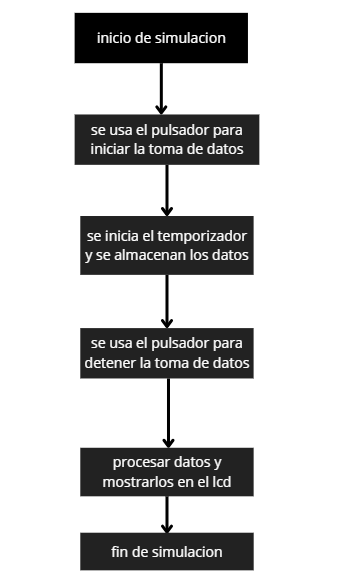 inicio de simulacion
se usa el pulsador para
iniciar la toma de datos
se inicia el temporizador
y se almacenan los datos
se usa el pulsador para
detener la toma de datos
procesar datos y
mostrarlos en el lcd
fin de simulacion